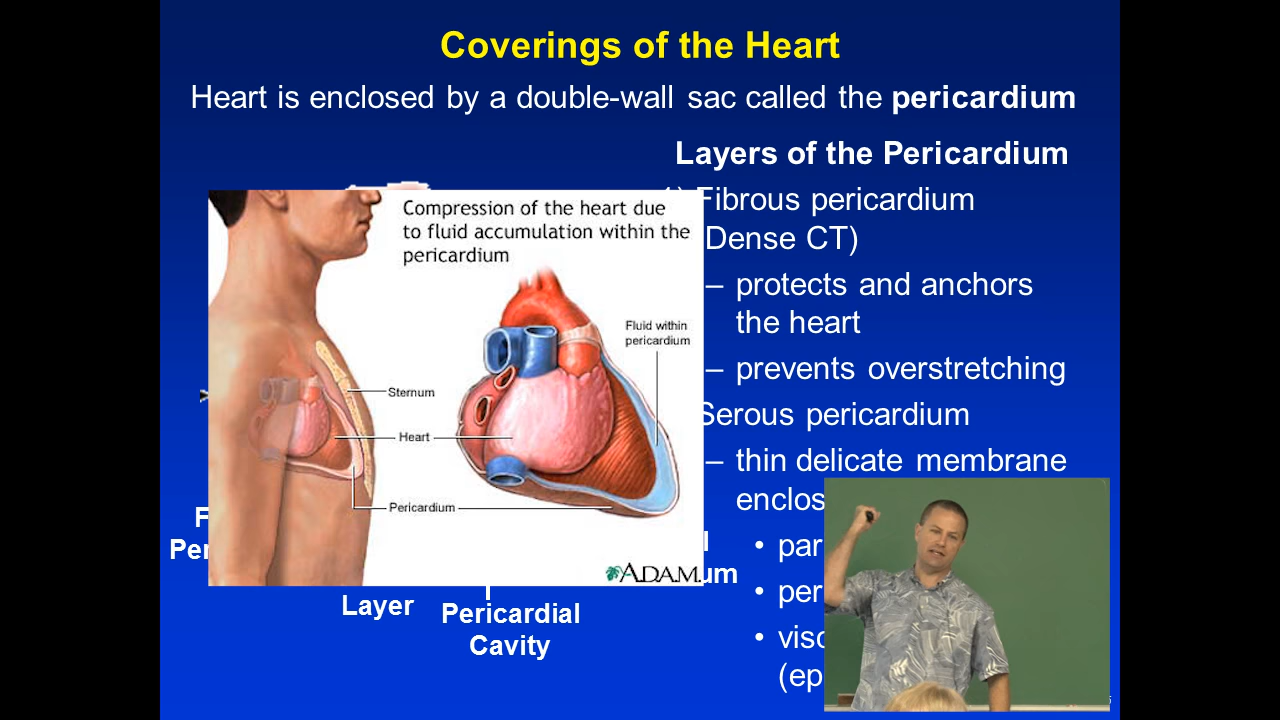 Coverings of the Heart
Heart is enclosed by a double-wall sac called the pericardium
Layers of the Pericardium
Fibrous pericardium
Dense CT)
– protects and anchors
the heart
– prevents overstretching
Serous pericardium
– thin delicate membrane
enclos
• par
• per
• visc
(ep
Compression of the heart due
to fluid accumulation within the
pericardium
Fluid within
pericardium
Sternum
Heart
Pericardium
A.D.A.M.
F
Per
um
Layer
Pericardial
Cavity